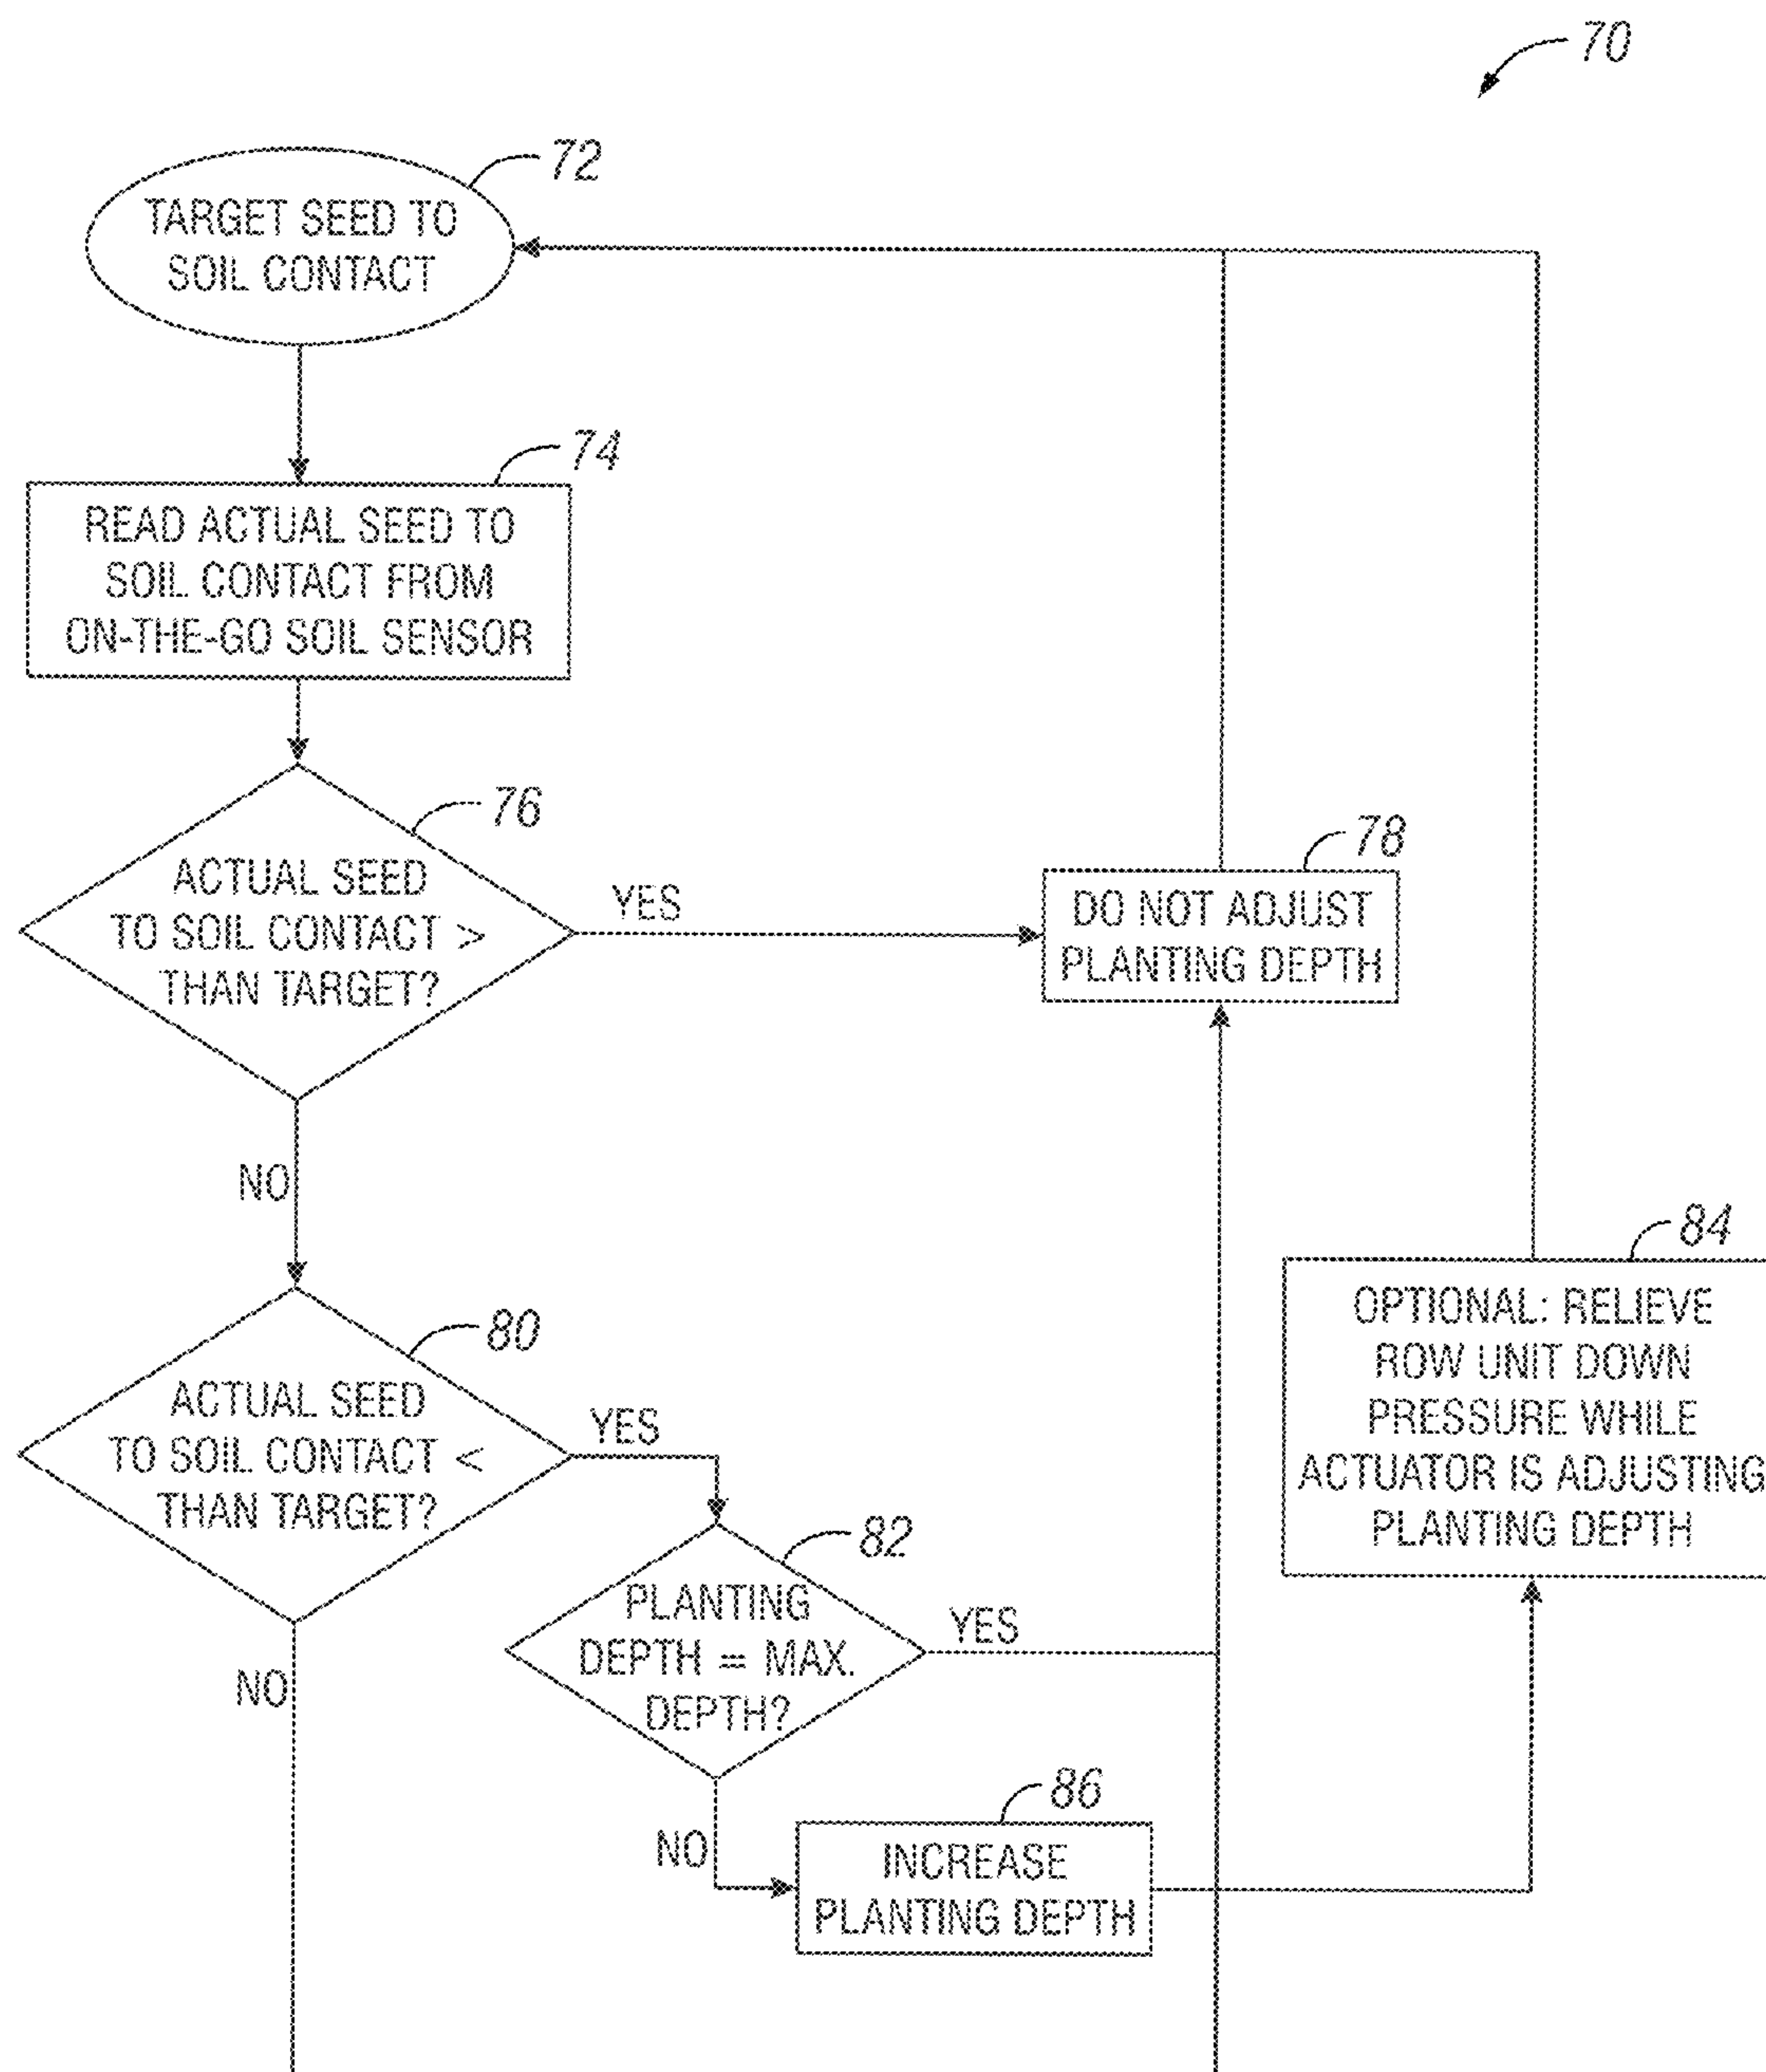 70
72
TARGET SEED TO
SOIL CONTACT
74
READ ACTUAL SEED TO
SOIL CONTACT FROM
ON-THE-GO SOIL SENSOR
76
ACTUAL SEED
TO SOIL CONTACT >
THAN TARGET?
YES
78
DO NOT ADJUST
PLANTING DEPTH
NO
80
ACTUAL SEED
TO SOIL CONTACT <
THAN TARGET?
YES
84
OPTIONAL: RELIEVE
ROW UNIT DOWN
PRESSURE WHILE
ACTUATOR IS ADJUSTING
PLANTING DEPTH
82
PLANTING
DEPTH = MAX.
DEPTH?
YES
NO
NO
86
INCREASE
PLANTING DEPTH